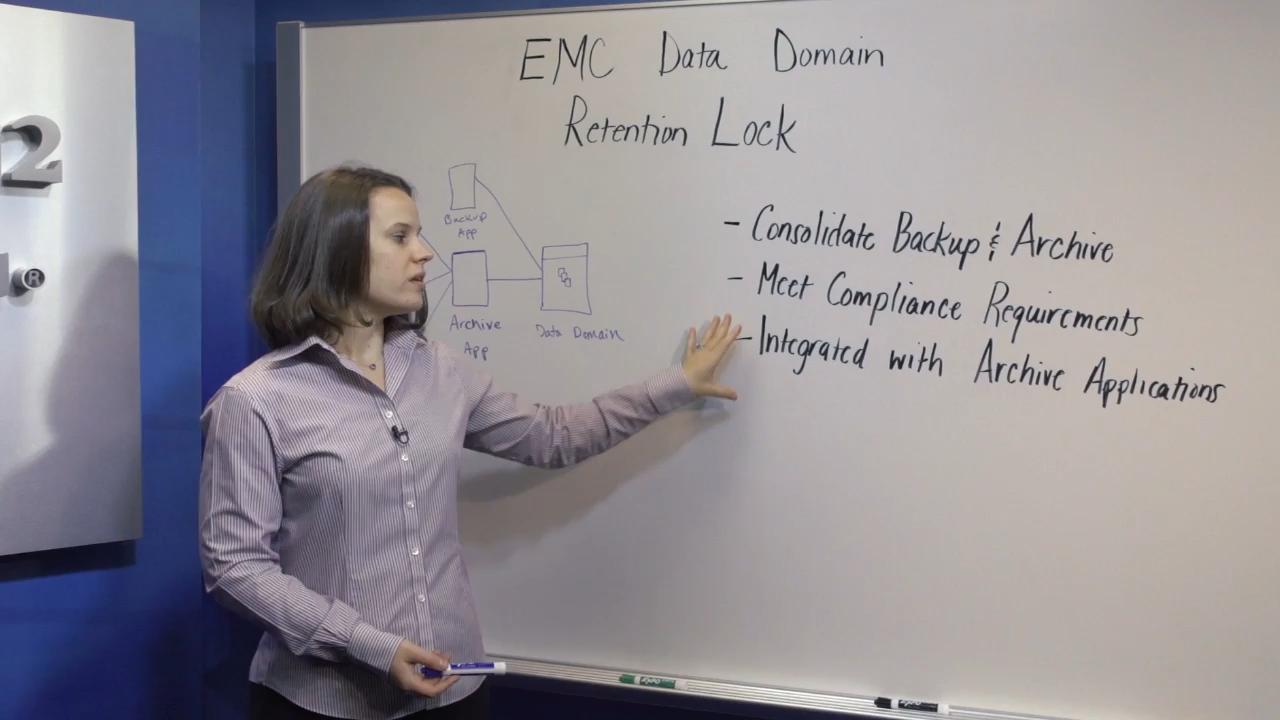 2
®
EMC Data Domain
Retention Lock
Backup
App
Archive
App
Data Domain
- Consolidate Backup & Archive
- Meet Compliance Requirements
- Integrated with Archive Applications